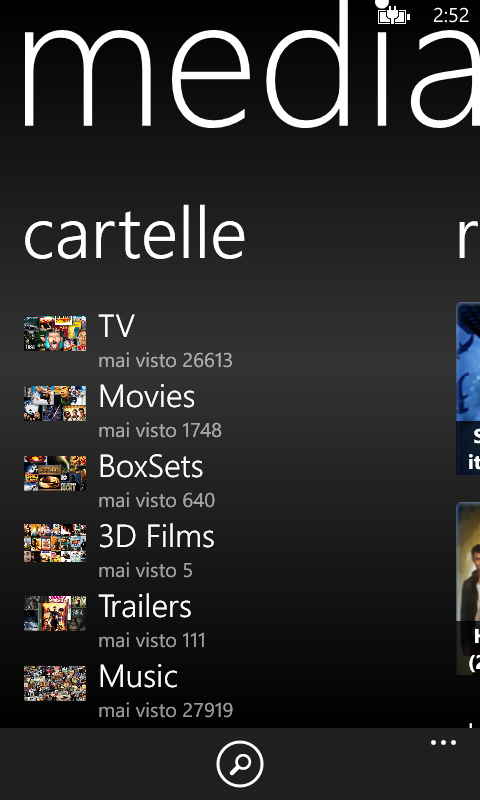 2:52
media
cartelle
r
TV
mai visto 26613
Movies
mai visto 1748
BoxSets
mai visto 640
3D Films
mai visto 5
Trailers
mai visto 111
Music
mai visto 27919
S
it
H
(2